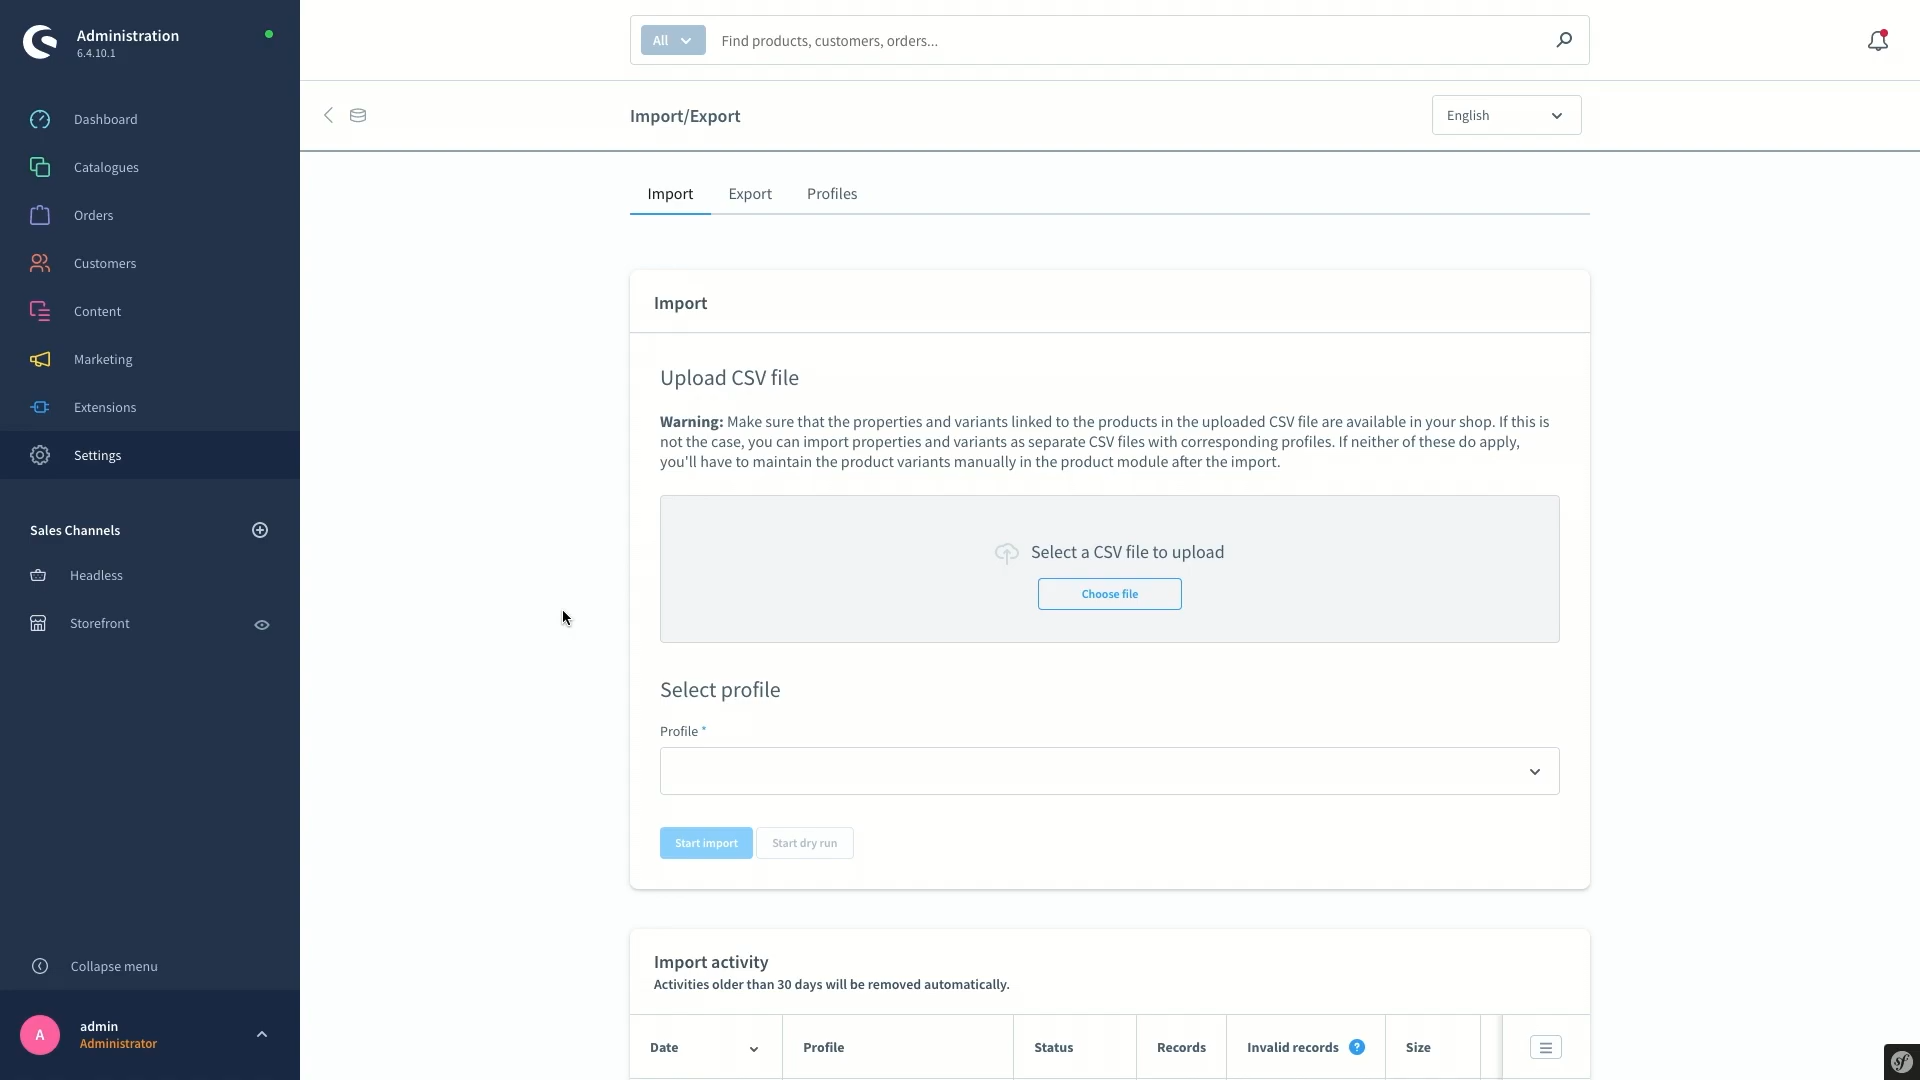 Administration
6.4.10.1
All
Find products, customers, orders...
Dashboard
Catalogues
Orders
Customers
Content
Marketing
Extensions
Settings
Sales Channels
Headless
Storefront
Collapse menu
A
admin
Administrator
Import/Export
English
Import
Export
Profiles
Import
Upload CSV file
Warning: Make sure that the properties and variants linked to the products in the uploaded CSV file are available in your shop. If this is
not the case, you can import properties and variants as separate CSV files with corresponding profiles. If neither of these do apply,
you'll have to maintain the product variants manually in the product module after the import.
Select a CSV file to upload
Choose file
Select profile
Profile *
Start import
Start dry run
Import activity
Activities older than 30 days will be removed automatically.
Date
Profile
Status
Records
Invalid records
?
Size
sf